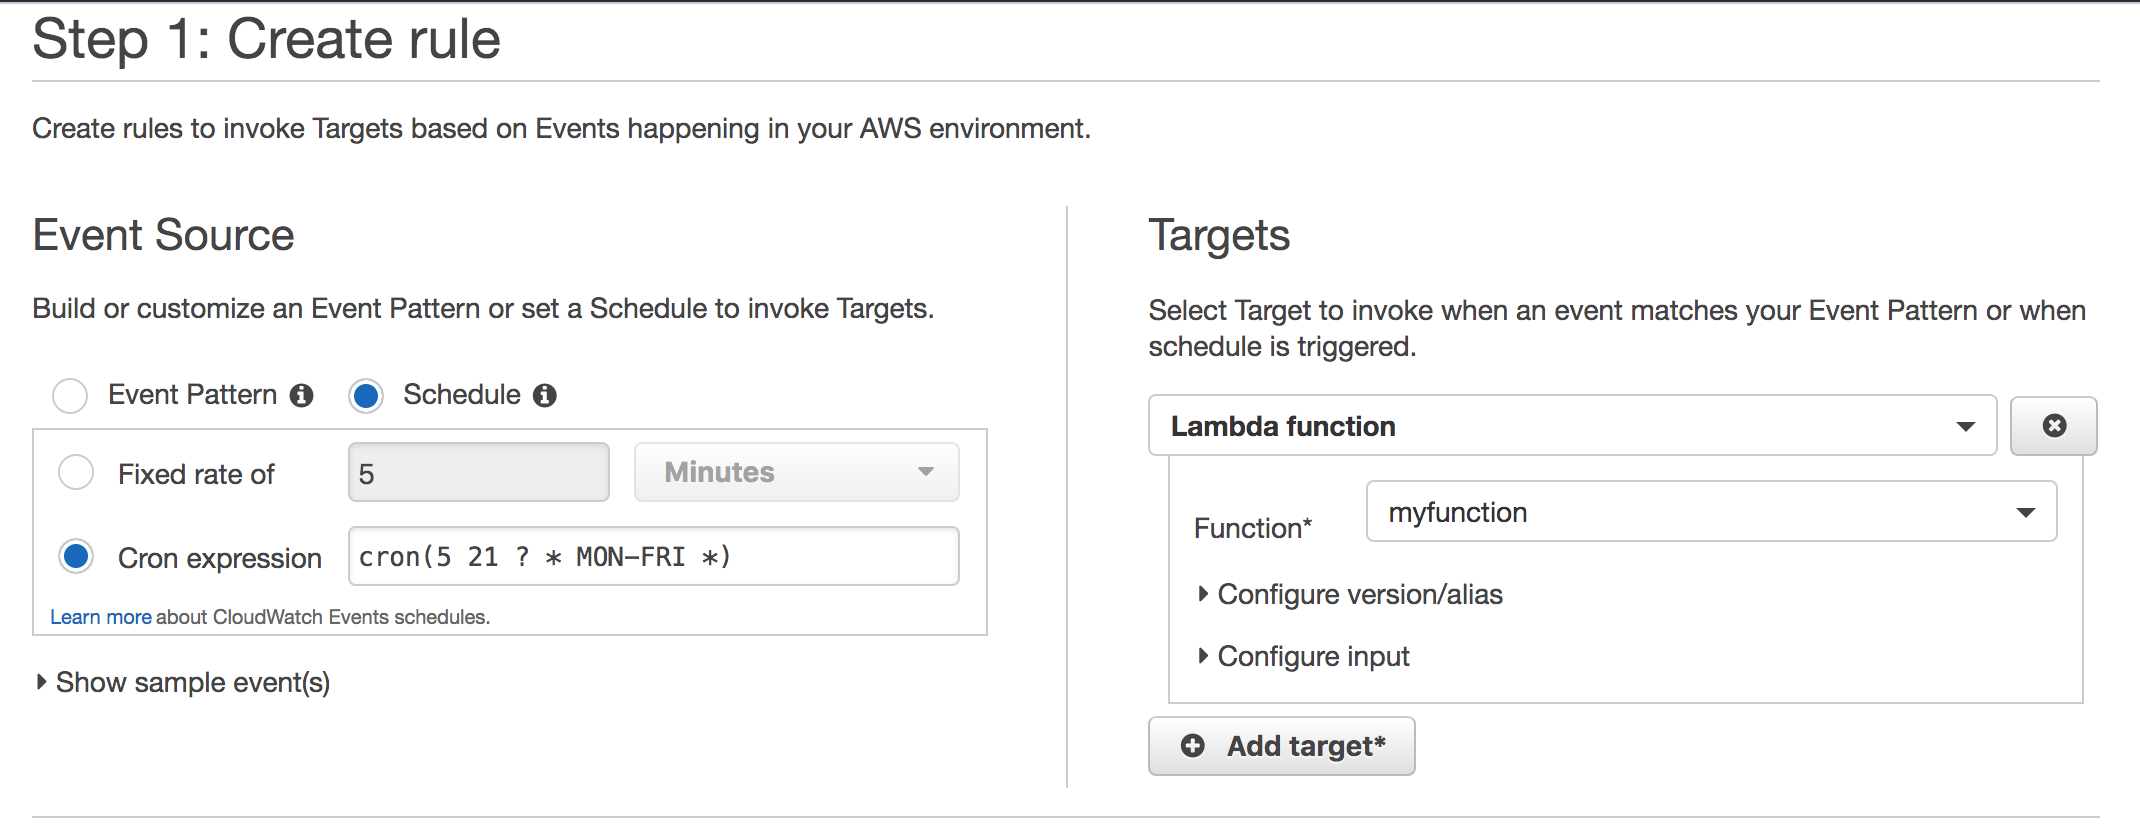 Step 1: Create rule
Create rules to invoke Targets based on Events happening in your AWS environment.
Event Source
Build or customize an Event Pattern or set a Schedule to invoke Targets.
Event Pattern
Schedule
Fixed rate of
5
Minutes
Cron expression
cron(5 21 ? * MON-FRI *)
Learn more about CloudWatch Events schedules.
Show sample event(s)
Targets
Select Target to invoke when an event matches your Event Pattern or when
schedule is triggered.
Lambda function
Function*
myfunction
Configure version/alias
Configure input
Add target*